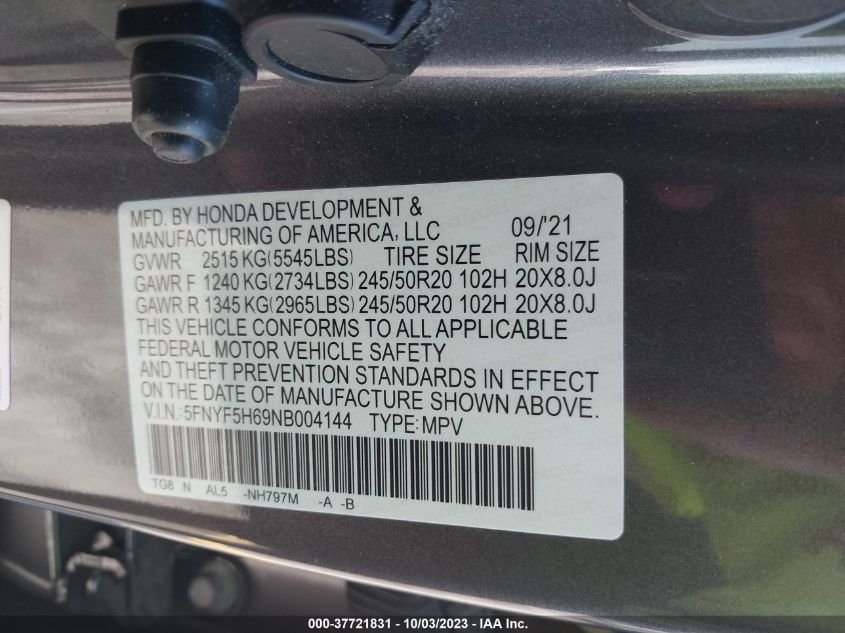 MFD. BY HONDA DEVELOPMENT &
MANUFACTURING OF AMERICA, LLC 09/'21
GVWR 2515 KG(5545LBS) TIRE SIZE RIM SIZE
GAWR F 1240 KG(2734LBS) 245/50R20 102H 20X8.0J
GAWR R 1345 KG(2965LBS) 245/50R20 102H 20X8.0J
THIS VEHICLE CONFORMS TO ALL APPLICABLE
FEDERAL MOTOR VEHICLE SAFETY
AND THEFT PREVENTION STANDARDS IN EFFECT
ON THE DATE OF MANUFACTURE SHOWN ABOVE.
V.I.N.: 5FNYF5H69NB004144 TYPE: MPV
TG8 N AL5 -NH797M -A -B
000-37721831 - 10/03/2023 - IAA Inc.